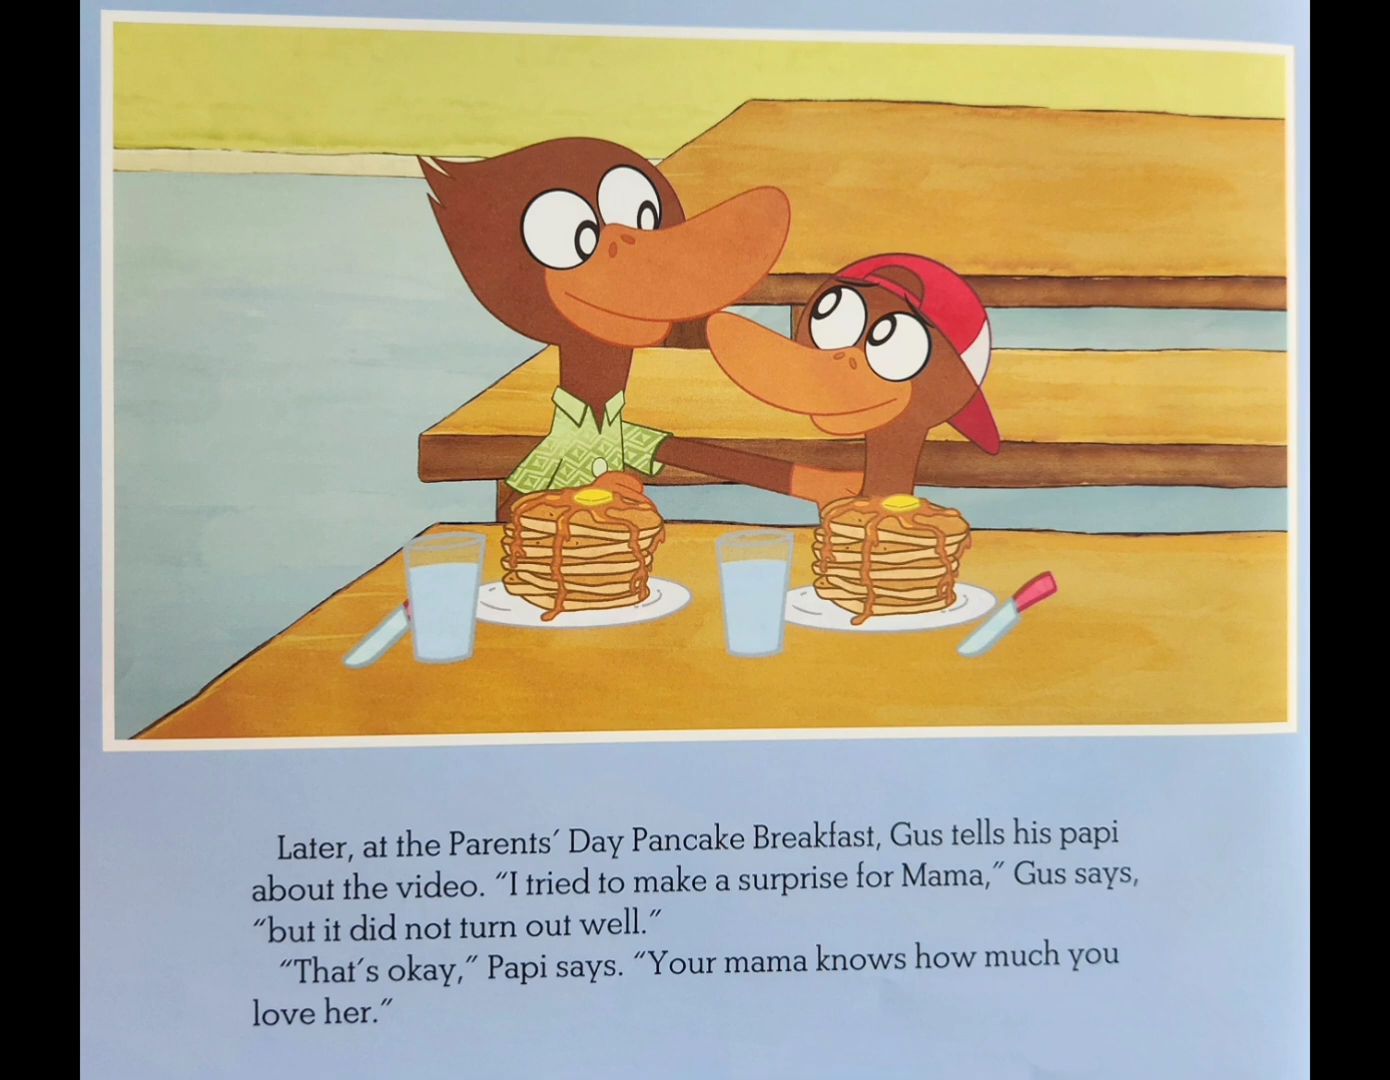 Later, at the Parents' Day Pancake Breakfast, Gus tells his papi
about the video. “I tried to make a surprise for Mama,” Gus says,
“but it did not turn out well.”
“That's okay,” Papi says. “Your mama knows how much you
love her.”